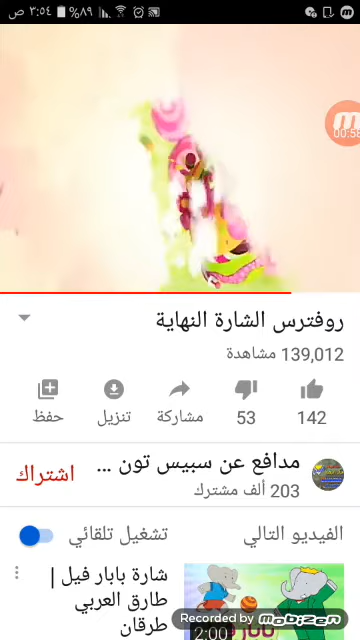 ٣:٥٤ ص %٨٩
00:58
روفترس الشارة النهاية
139,012 مشاهدة
142
53
مشاركة
تنزيل
حفظ
مدافع عن سبيس تون ...
203 ألف مشترك
اشتراك
الفيديو التالي
تشغيل تلقائي
شارة بابار فيل |
طارق العربي
طرقان
2:00
Recorded by mobizen